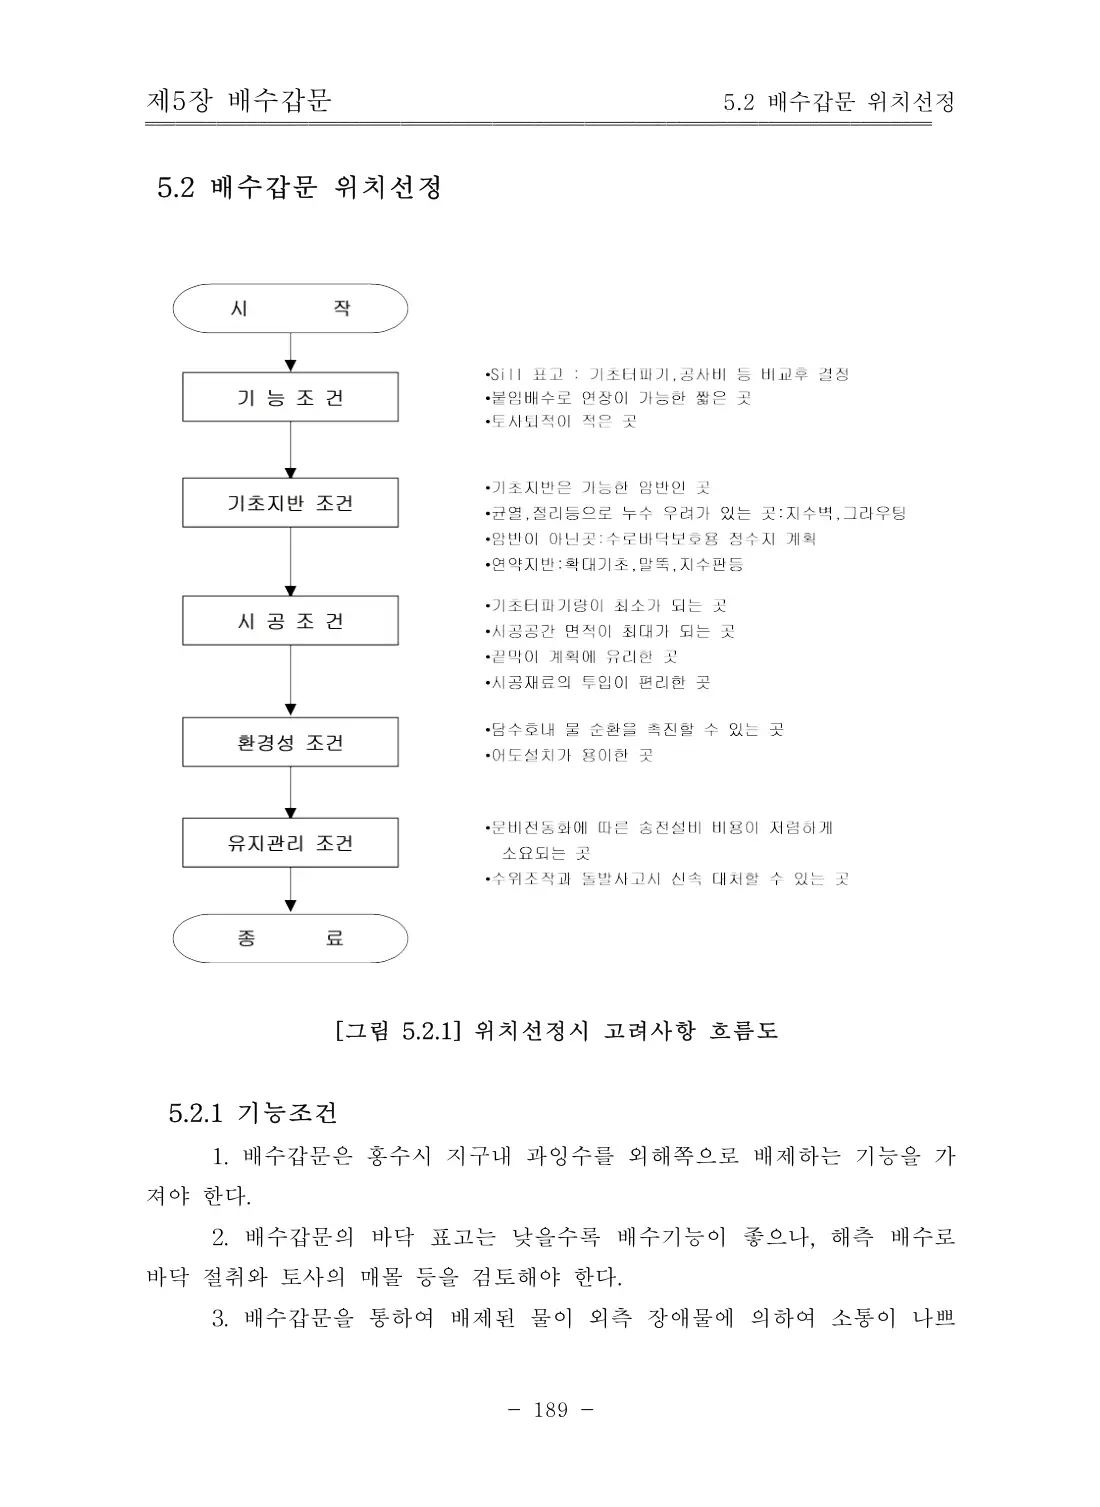 제5장 배수갑문
5.2 배수갑문 위치선정
5.2 배수갑문 위치선정
시 작
기 능 조 건
•Sill 표고 : 기초터파기,공사비 등 비교후 결정
•붙임배수로 연장이 가능한 짧은 곳
•토사퇴적이 적은 곳
기초지반 조건
•기초지반은 가능한 암반인 곳
•균열,절리등으로 누수 우려가 있는 곳:지수벽,그라우팅
•암반이 아닌곳:수로바닥보호용 정수지 계획
•연약지반:확대기초,말뚝,지수판등
시 공 조 건
•기초터파기량이 최소가 되는 곳
•시공공간 면적이 최대가 되는 곳
•끝막이 계획에 유리한 곳
•시공재료의 투입이 편리한 곳
환경성 조건
•담수호내 물 순환을 촉진할 수 있는 곳
•어도설치가 용이한 곳
유지관리 조건
•문비전동화에 따른 송전설비 비용이 저렴하게
소요되는 곳
•수위조작과 돌발사고시 신속 대처할 수 있는 곳
종 료
[그림 5.2.1] 위치선정시 고려사항 흐름도
5.2.1 기능조건
1. 배수갑문은 홍수시 지구내 과잉수를 외해쪽으로 배제하는 기능을 가
져야 한다.
2. 배수갑문의 바닥 표고는 낮을수록 배수기능이 좋으나, 해측 배수로
바닥 절취와 토사의 매몰 등을 검토해야 한다.
3. 배수갑문을 통하여 배제된 물이 외측 장애물에 의하여 소통이 나쁘
- 189 -